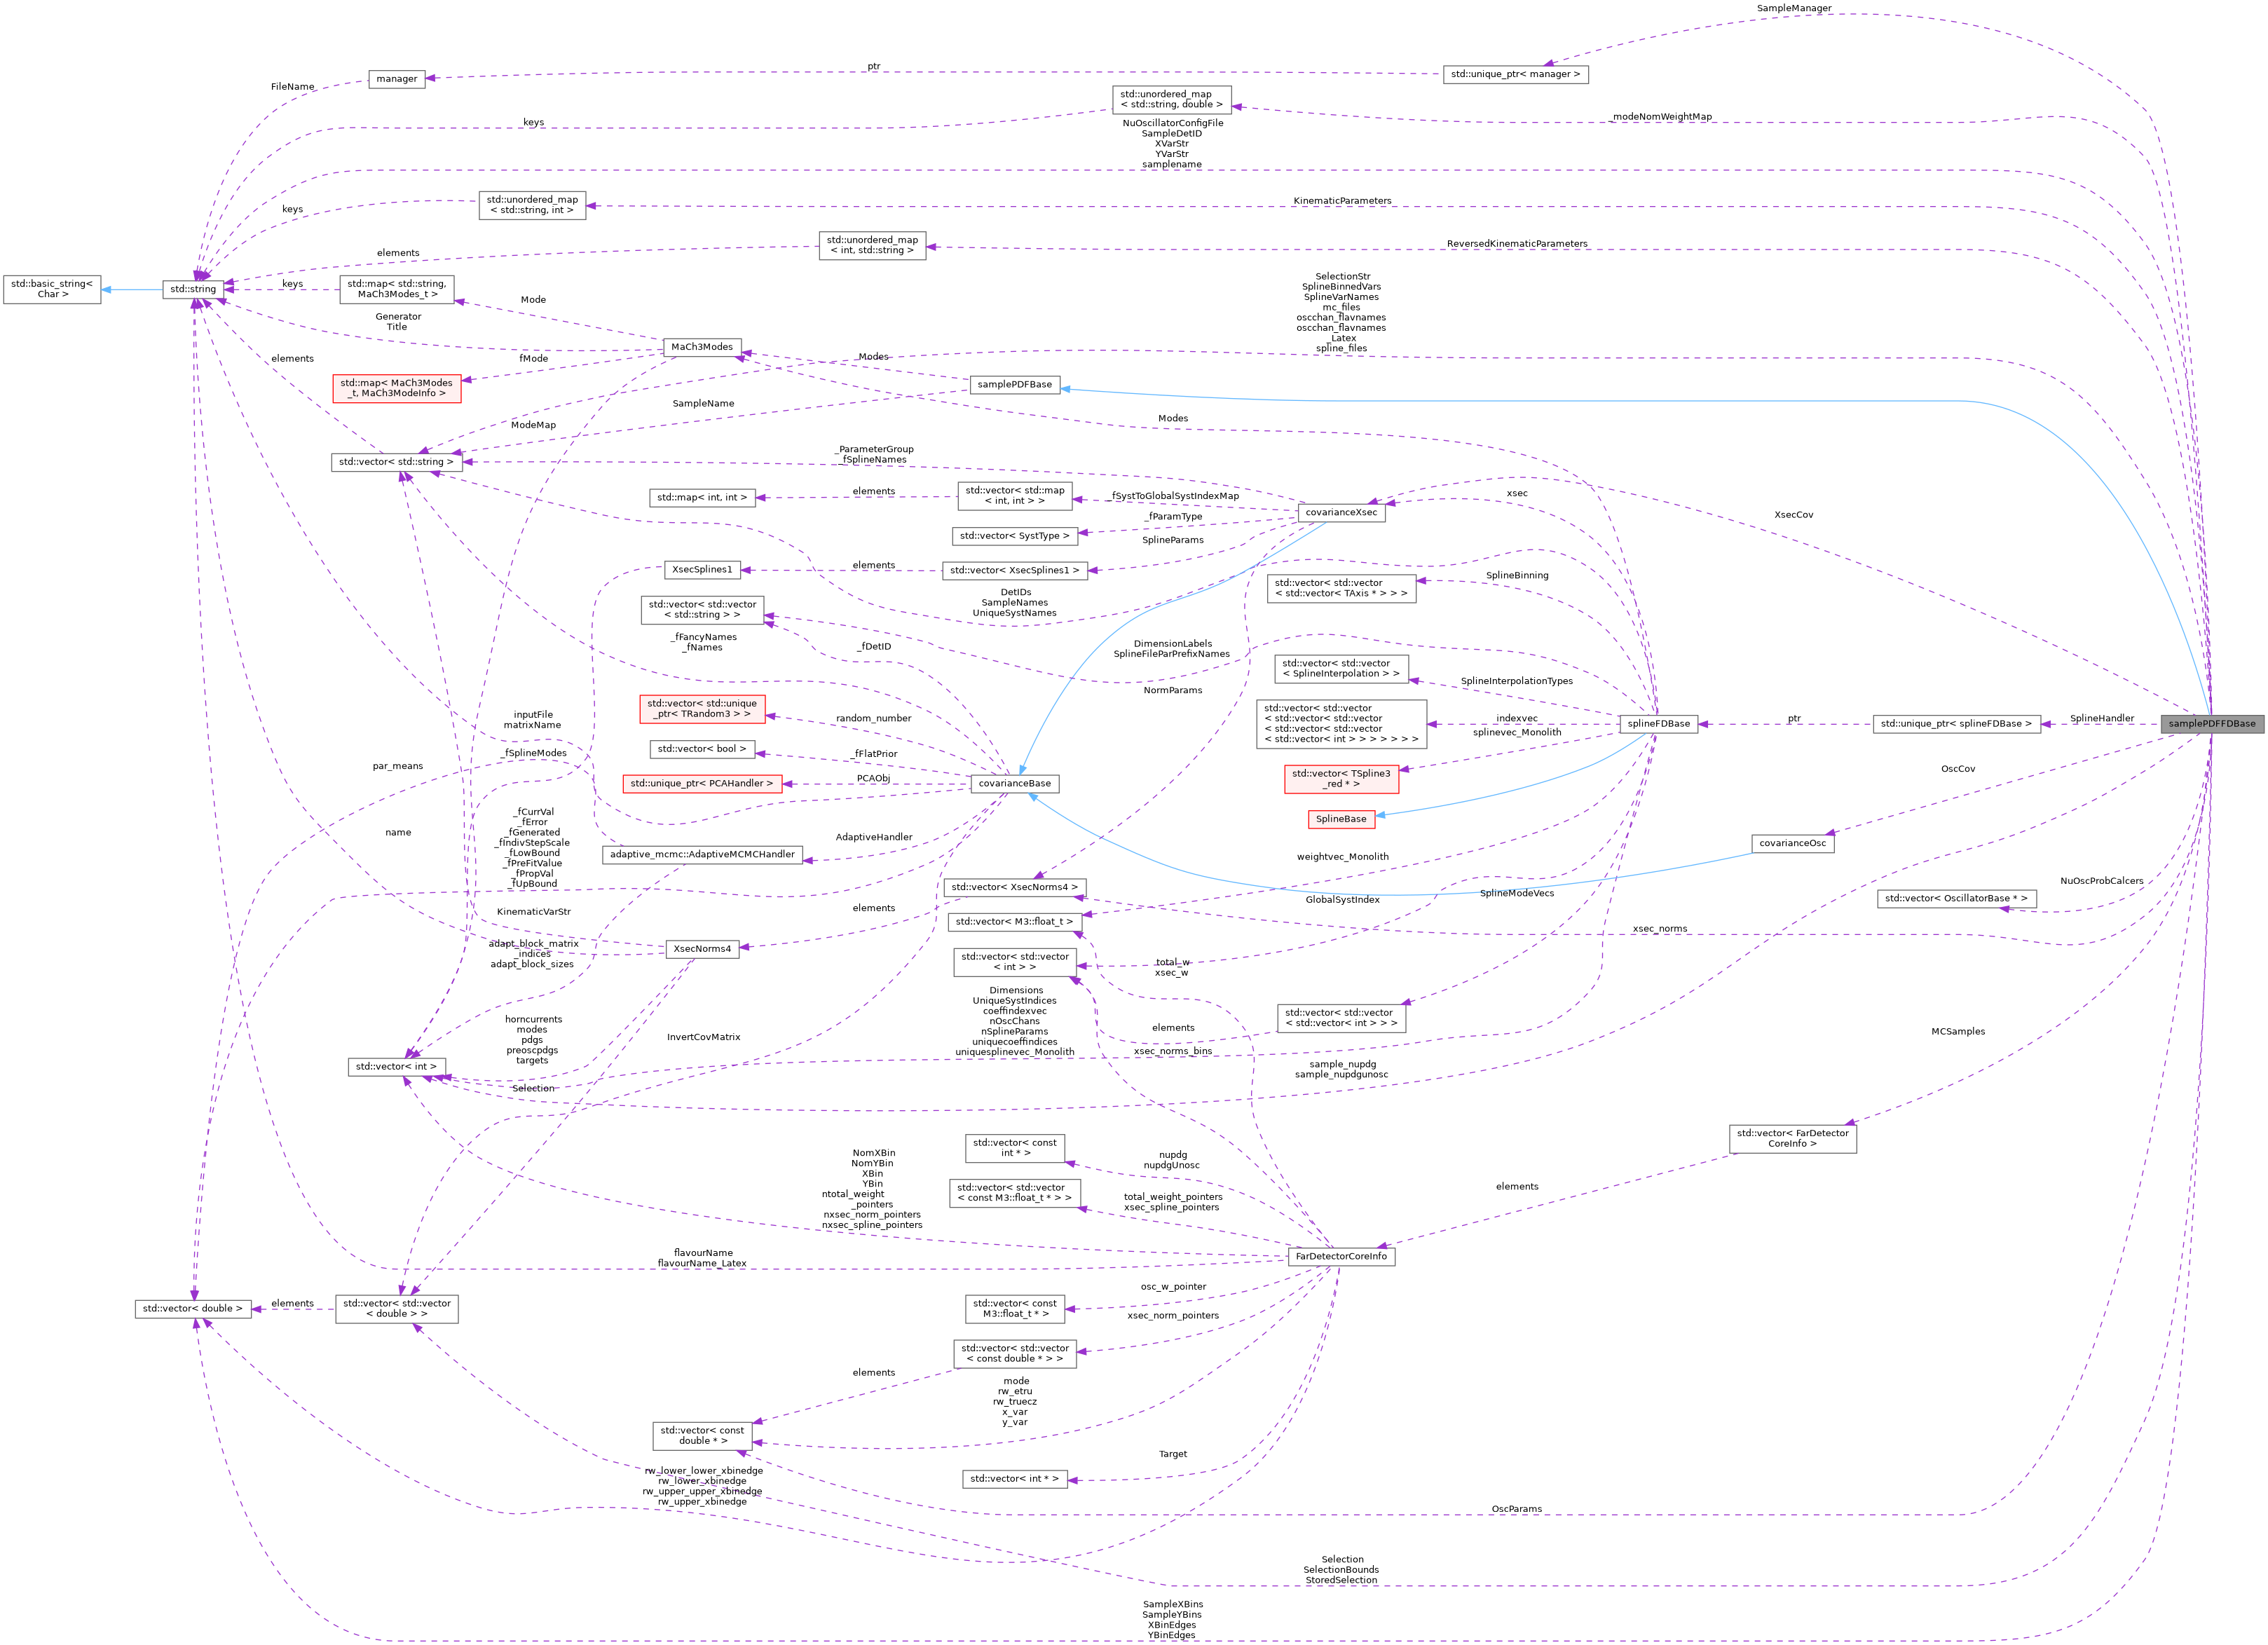 SampleManager
manager
ptr
std::unique_ptr< manager >
FileName
std::unordered_map
< std::string, double >
keys
_modeNomWeightMap
NuOscillatorConfigFile
SampleDetID
XVarStr
YVarStr
samplename
std::unordered_map
< std::string, int >
keys
KinematicParameters
std::unordered_map
< int, std::string >
elements
ReversedKinematicParameters
std::basic_string<
Char >
std::string
keys
std::map< std::string,
MaCh3Modes_t >
Mode
Generator
Title
SelectionStr
SplineBinnedVars
SplineVarNames
mc_files
oscchan_flavnames
oscchan_flavnames
_Latex
spline_files
MaCh3Modes
elements
fMode
Modes
std::map< MaCh3Modes
_t, MaCh3ModeInfo >
samplePDFBase
SampleName
ModeMap
Modes
std::vector< std::string >
_ParameterGroup
_fSplineNames
std::map< int, int >
elements
std::vector< std::map
< int, int > >
_fSystToGlobalSystIndexMap
xsec
covarianceXsec
XsecCov
_fParamType
std::vector< SystType >
SplineParams
XsecSplines1
elements
std::vector< XsecSplines1 >
std::vector< std::vector
< std::vector< TAxis * > > >
SplineBinning
DetIDs
SampleNames
UniqueSystNames
std::vector< std::vector
< std::string > >
_fFancyNames
_fNames
_fDetID
DimensionLabels
SplineFileParPrefixNames
std::vector< std::vector
< SplineInterpolation > >
SplineInterpolationTypes
NormParams
std::vector< std::unique
_ptr< TRandom3 > >
random_number
inputFile
matrixName
std::vector< std::vector
< std::vector< std::vector
< std::vector< std::vector
< std::vector< int > > > > > > >
indexvec
splineFDBase
ptr
std::unique_ptr< splineFDBase >
SplineHandler
samplePDFFDBase
splinevec_Monolith
std::vector< bool >
_fFlatPrior
_fSplineModes
par_means
std::unique_ptr< PCAHandler >
PCAObj
covarianceBase
std::vector< TSpline3
_red * >
OscCov
SplineBase
name
_fCurrVal
_fError
_fGenerated
_fIndivStepScale
_fLowBound
_fPreFitValue
_fPropVal
_fUpBound
AdaptiveHandler
adaptive_mcmc::AdaptiveMCMCHandler
weightvec_Monolith
covarianceOsc
std::vector< XsecNorms4 >
SplineModeVecs
GlobalSystIndex
NuOscProbCalcers
std::vector< OscillatorBase * >
KinematicVarStr
elements
std::vector< M3::float_t >
xsec_norms
XsecNorms4
adapt_block_matrix
_indices
adapt_block_sizes
std::vector< std::vector
< int > >
total_w
xsec_w
Dimensions
UniqueSystIndices
coeffindexvec
nOscChans
nSplineParams
uniquecoeffindices
uniquesplinevec_Monolith
std::vector< std::vector
< std::vector< int > > >
elements
horncurrents
modes
pdgs
preoscpdgs
targets
InvertCovMatrix
xsec_norms_bins
MCSamples
std::vector< int >
sample_nupdg
sample_nupdgunosc
Selection
std::vector< FarDetector
CoreInfo >
std::vector< const
int * >
nupdg
nupdgUnosc
NomXBin
NomYBin
XBin
YBin
ntotal_weight
_pointers
nxsec_norm_pointers
nxsec_spline_pointers
std::vector< std::vector
< const M3::float_t * > >
total_weight_pointers
xsec_spline_pointers
elements
FarDetectorCoreInfo
flavourName
flavourName_Latex
osc_w_pointer
std::vector< double >
elements
std::vector< std::vector
< double > >
std::vector< const
M3::float_t * >
xsec_norm_pointers
std::vector< std::vector
< const double * > >
elements
mode
rw_etru
rw_truecz
x_var
y_var
std::vector< const
double * >
Target
std::vector< int * >
rw_lower_lower_xbinedge
rw_lower_xbinedge
rw_upper_upper_xbinedge
rw_upper_xbinedge
OscParams
Selection
SelectionBounds
StoredSelection
SampleXBins
SampleYBins
XBinEdges
YBinEdges